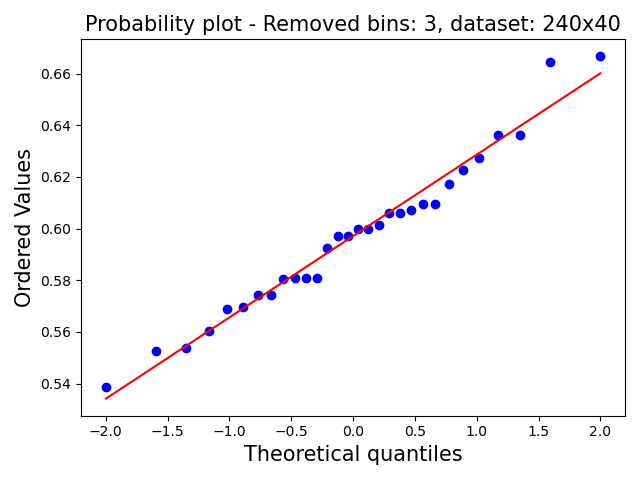 Probability plot - Removed bins: 3, dataset: 240x40
Ordered Values
0.66
0.64
0.62
0.60
0.58
0.56
0.54
−2.0 −1.5 −1.0 −0.5 0.0 0.5 1.0 1.5 2.0
Theoretical quantiles